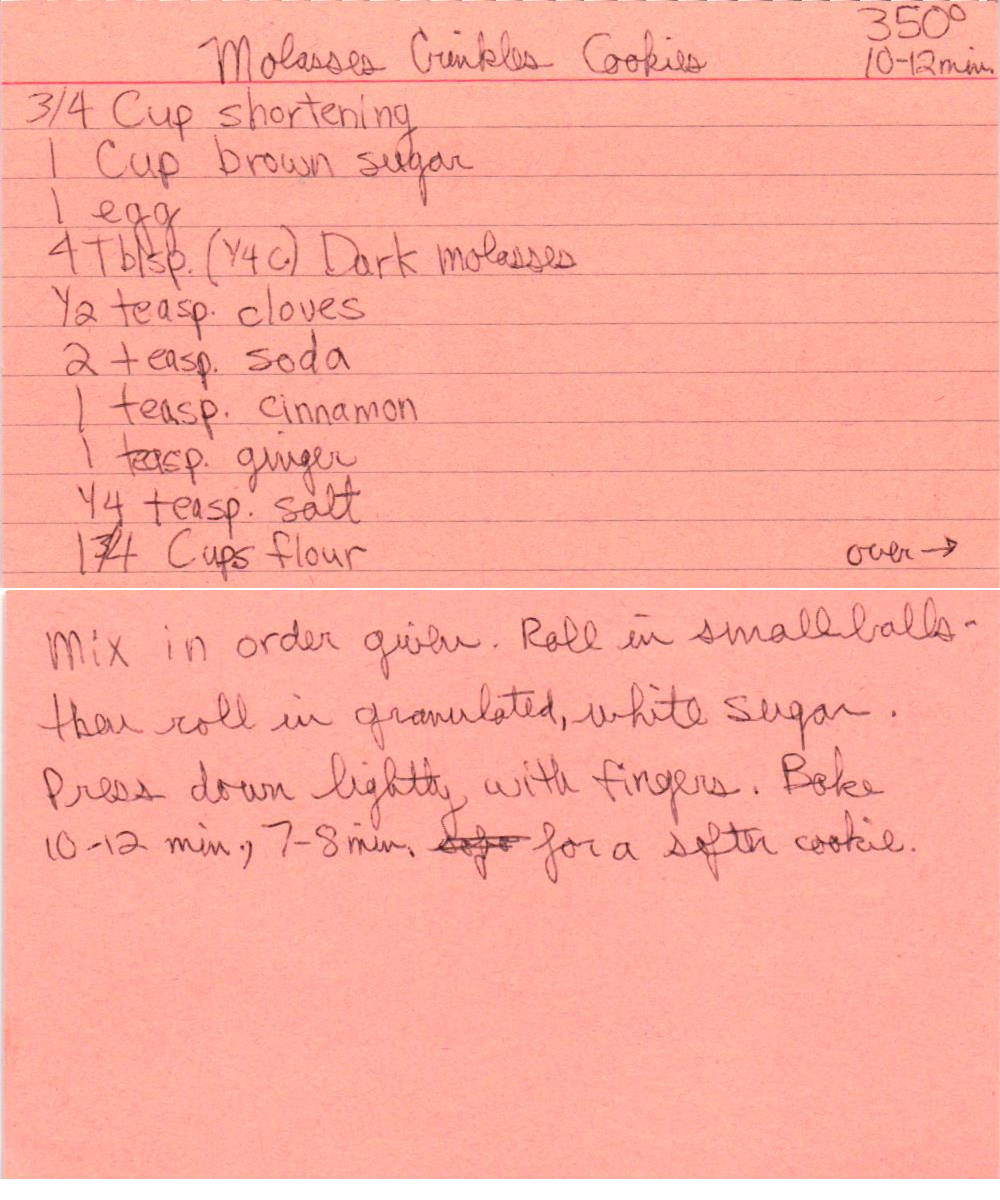 350°
Molasses Crinkles Cookies 10-12 min.
3/4 Cup shortening
1 Cup brown sugar
1 egg
4 Tblsp. (1/4 C.) Dark molasses
1/2 teasp. cloves
2 teasp. soda
1 teasp. cinnamon
1 teasp. ginger
1/4 teasp. salt
1 3/4 Cups flour over →
Mix in order given. Roll in small balls-
then roll in granulated, white sugar.
Press down lightly with fingers. Bake
10-12 min., 7-8 min. for a softer cookie.